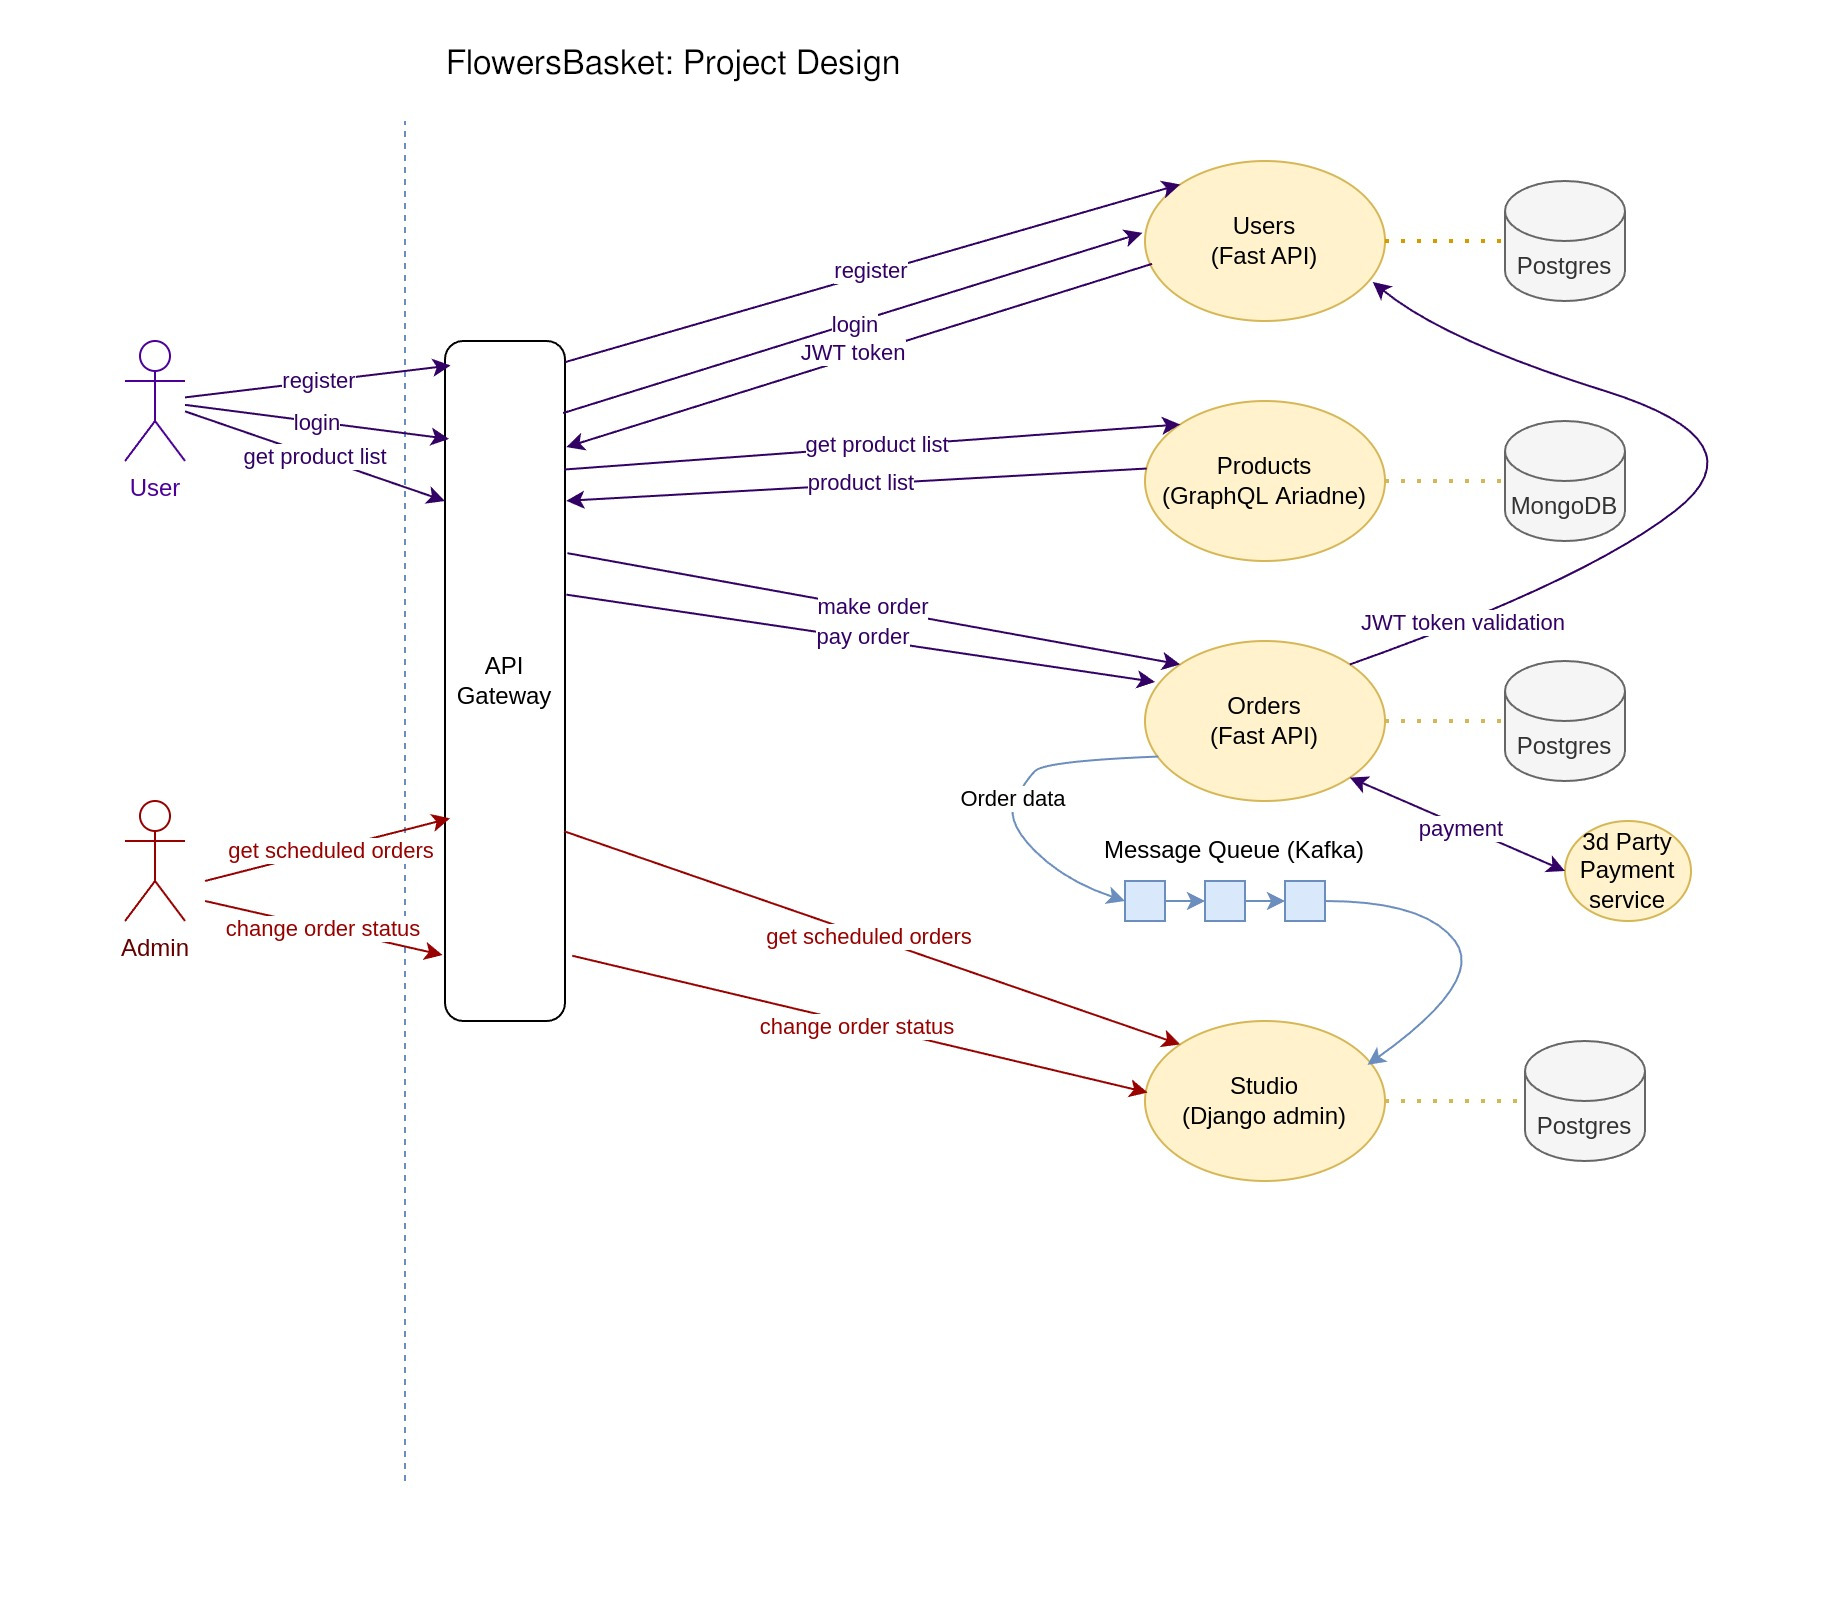 FlowersBasket: Project Design
Users
(Fast API)
Postgres
register
login
JWT token
register
login
get product list
User
get product list
product list
Products
(GraphQL Ariadne)
MongoDB
make order
pay order
JWT token validation
API
Gateway
Orders
(Fast API)
Postgres
Order data
payment
3d Party
Payment
service
Message Queue (Kafka)
get scheduled orders
change order status
Admin
get scheduled orders
change order status
Studio
(Django admin)
Postgres